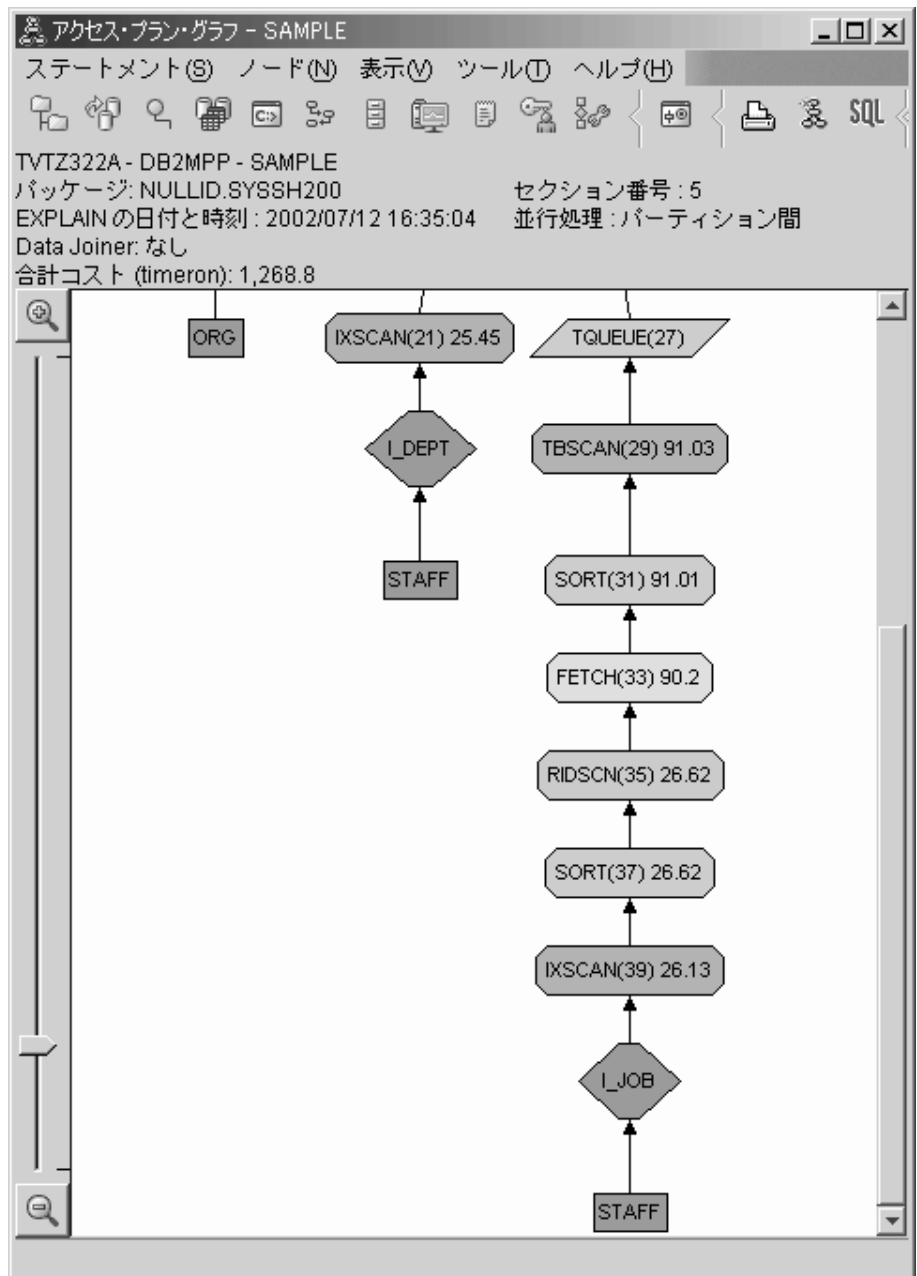 アクセス・プラン・グラフ - SAMPLE
ステートメント(S) ノード(N) 表示(V) ツール(T) ヘルプ(H)
C:>
SQL
TVTZ322A - DB2MPP - SAMPLE
パッケージ: NULLID.SYSSH200 セクション番号 : 5
EXPLAIN の日付と時刻 : 2002/07/12 16:35:04 並行処理 : パーティション間
Data Joiner: なし
合計コスト (timeron): 1,268.8
ORG
IXSCAN(21) 25.45
TQUEUE(27)
I_DEPT
TBSCAN(29) 91.03
STAFF
SORT(31) 91.01
FETCH(33) 90.2
RIDSCN(35) 26.62
SORT(37) 26.62
IXSCAN(39) 26.13
I_JOB
STAFF